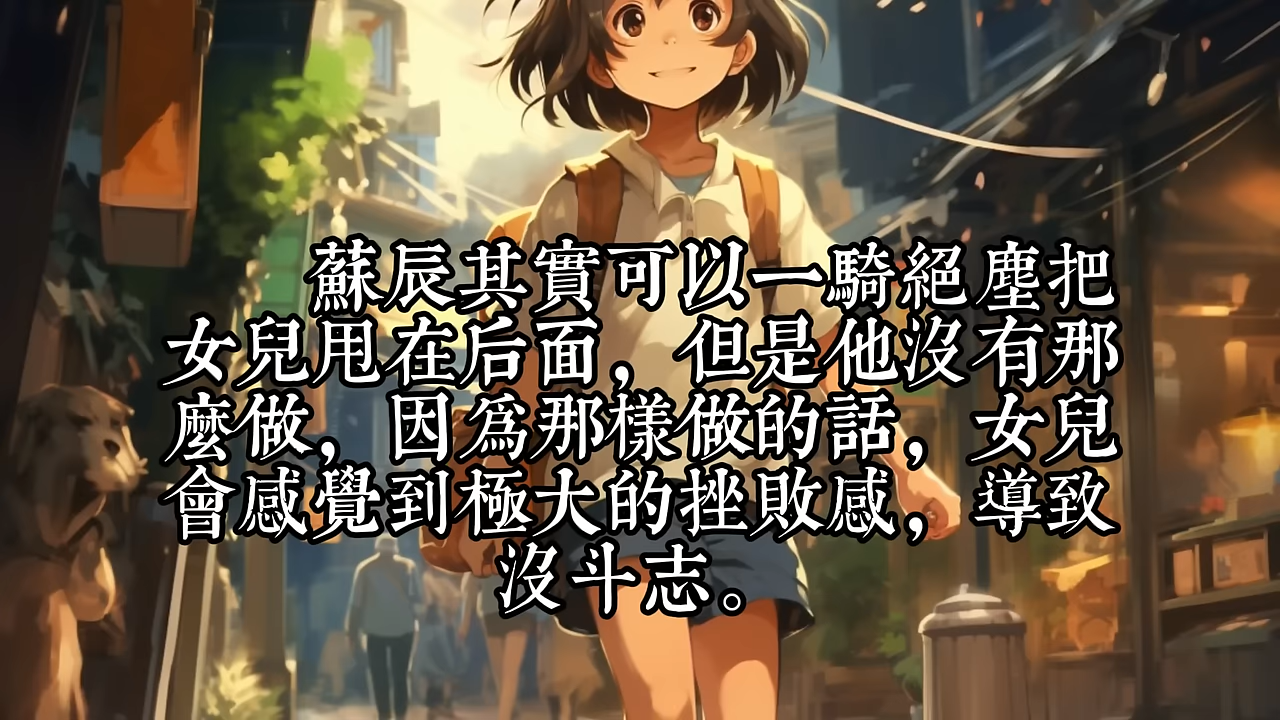 蘇辰其實可以一騎絕塵把
女兒甩在后面，但是他沒有那
麼做，因為那樣做的話，女兒
會感覺到極大的挫敗感，導致
沒斗志。